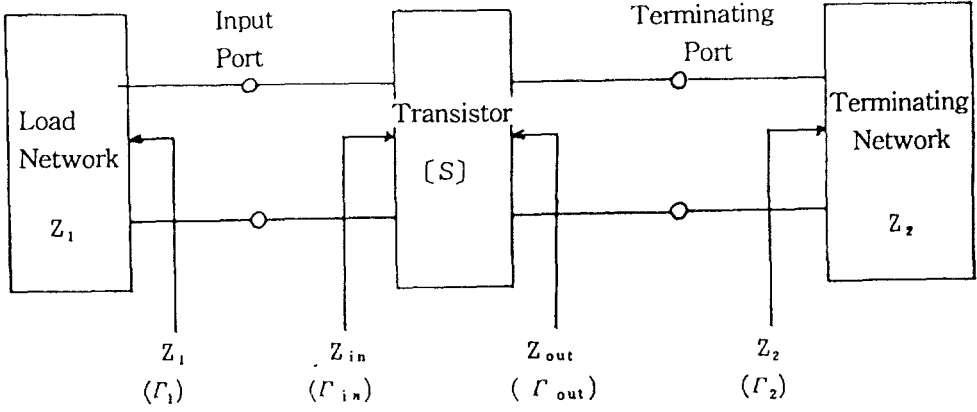 Input
Port
Terminating
Port
Load
Network
Z₁
Transistor
〔S〕
Terminating
Network
Z₂
Z₁
(Γ₁)
Zin
(Γin)
Zout
(Γout)
Z₂
(Γ₂)